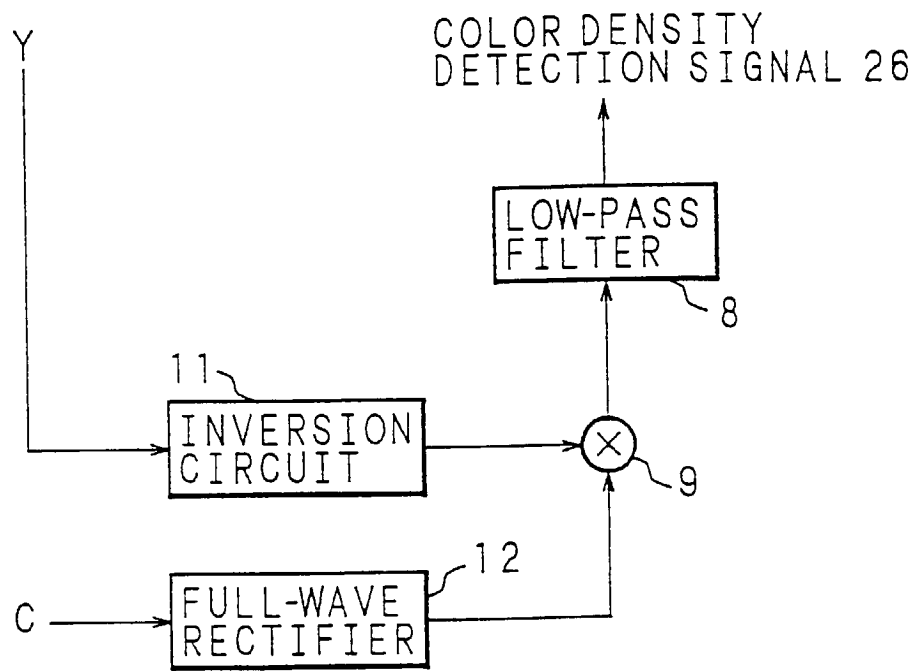 Y
COLOR DENSITY
DETECTION SIGNAL 26
LOW-PASS
FILTER
8
11
INVERSION
CIRCUIT
×
9
12
C
FULL-WAVE
RECTIFIER